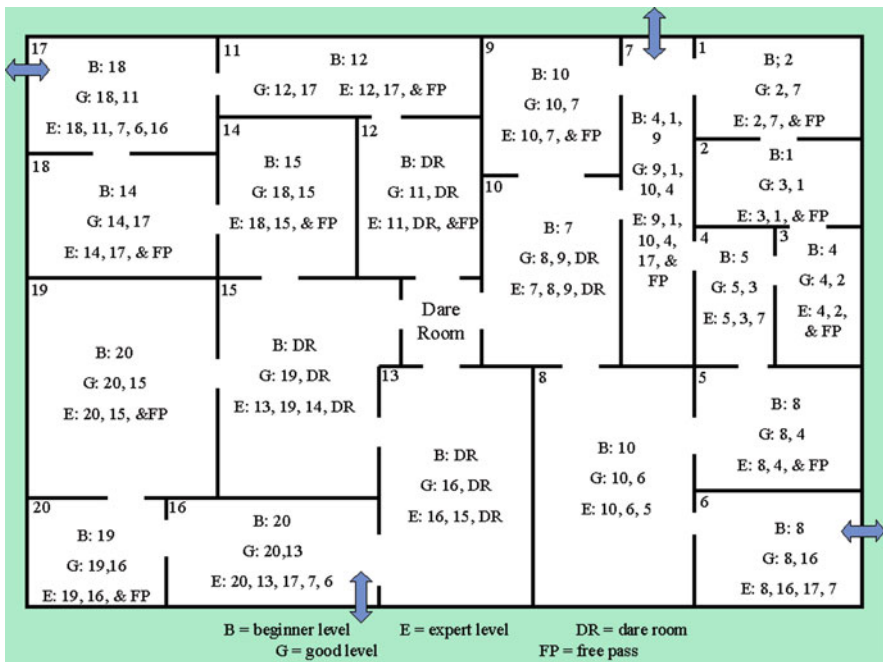 17
B: 18
G: 18, 11
E: 18, 11, 7, 6, 16
11
B: 12
G: 12, 17 E: 12, 17, & FP
9
B: 10
G: 10, 7
E: 10, 7, & FP
7
B: 4, 1,
9
G: 9, 1,
10, 4
E: 9, 1,
10, 4,
17, &
FP
1
B; 2
G: 2, 7
E: 2, 7, & FP
2
B:1
G: 3, 1
E: 3, 1, & FP
18
B: 14
G: 14, 17
E: 14, 17, & FP
14
B: 15
G: 18, 15
E: 18, 15, & FP
12
B: DR
G: 11, DR
E: 11, DR, &FP
10
B: 7
G: 8, 9, DR
E: 7, 8, 9, DR
4
B: 5
G: 5, 3
E: 5, 3, 7
3
B: 4
G: 4, 2
E: 4, 2,
& FP
19
B: 20
G: 20, 15
E: 20, 15, &FP
15
B: DR
G: 19, DR
E: 13, 19, 14, DR
Dare
Room
13
B: DR
G: 16, DR
E: 16, 15, DR
8
B: 10
G: 10, 6
E: 10, 6, 5
5
B: 8
G: 8, 4
E: 8, 4, & FP
20
B: 19
G: 19,16
E: 19, 16, & FP
16
B: 20
G: 20,13
E: 20, 13, 17, 7, 6
6
B: 8
G: 8, 16
E: 8, 16, 17, 7
B = beginner level E = expert level DR = dare room
G = good level FP = free pass